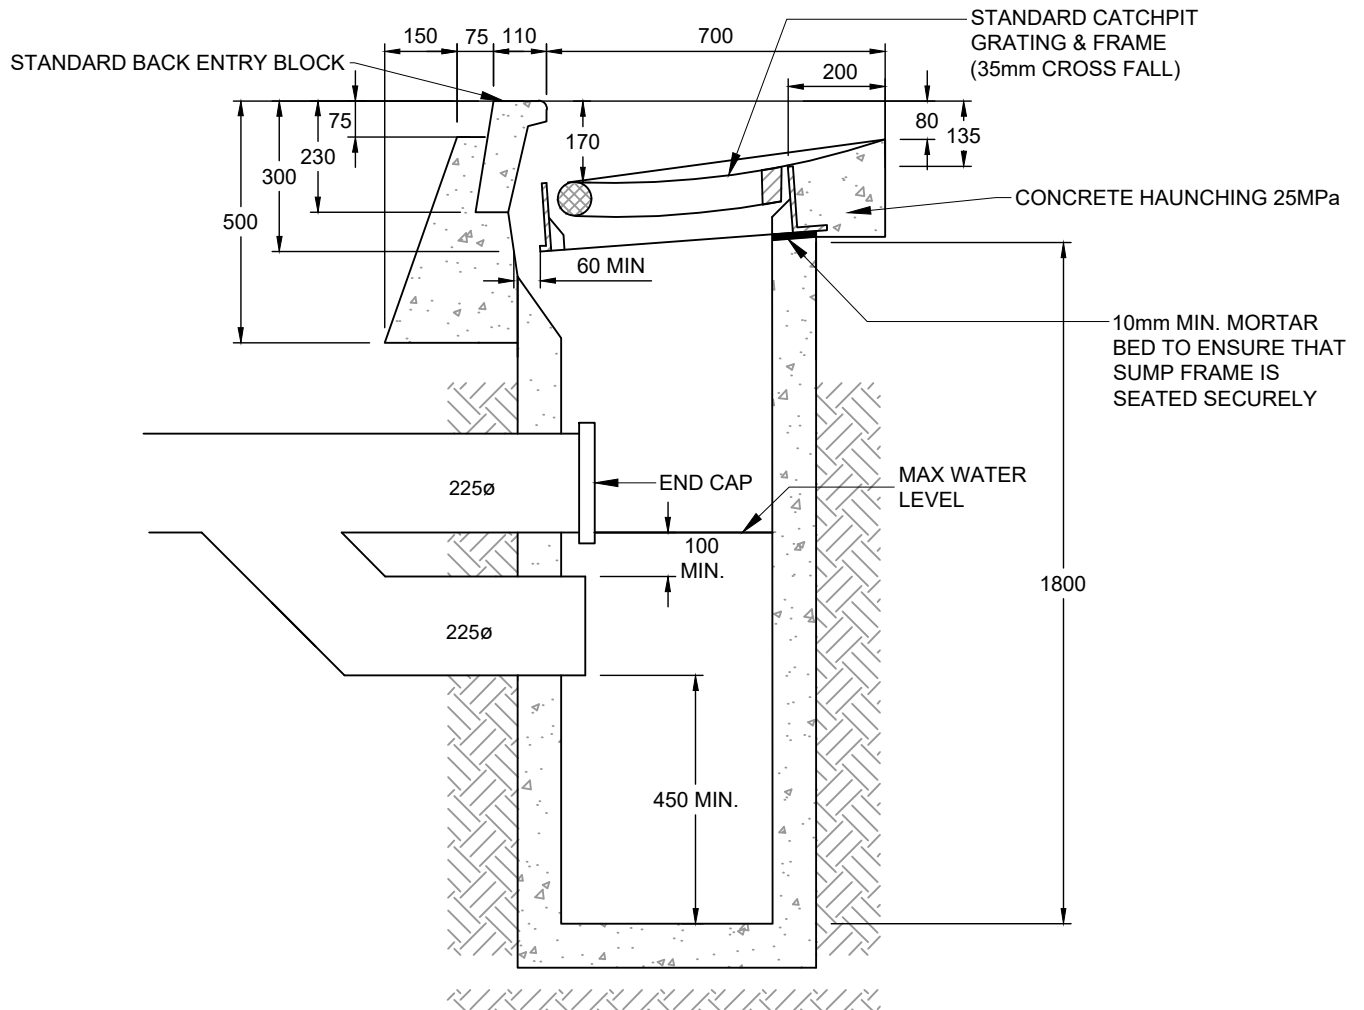 STANDARD CATCHPIT
GRATING & FRAME
(35mm CROSS FALL)
150
75
110
700
STANDARD BACK ENTRY BLOCK
200
75
170
80
135
230
300
500
CONCRETE HAUNCHING 25MPa
60 MIN
10mm MIN. MORTAR
BED TO ENSURE THAT
SUMP FRAME IS
SEATED SECURELY
225ø
END CAP
MAX WATER
LEVEL
100
MIN.
1800
225ø
450 MIN.